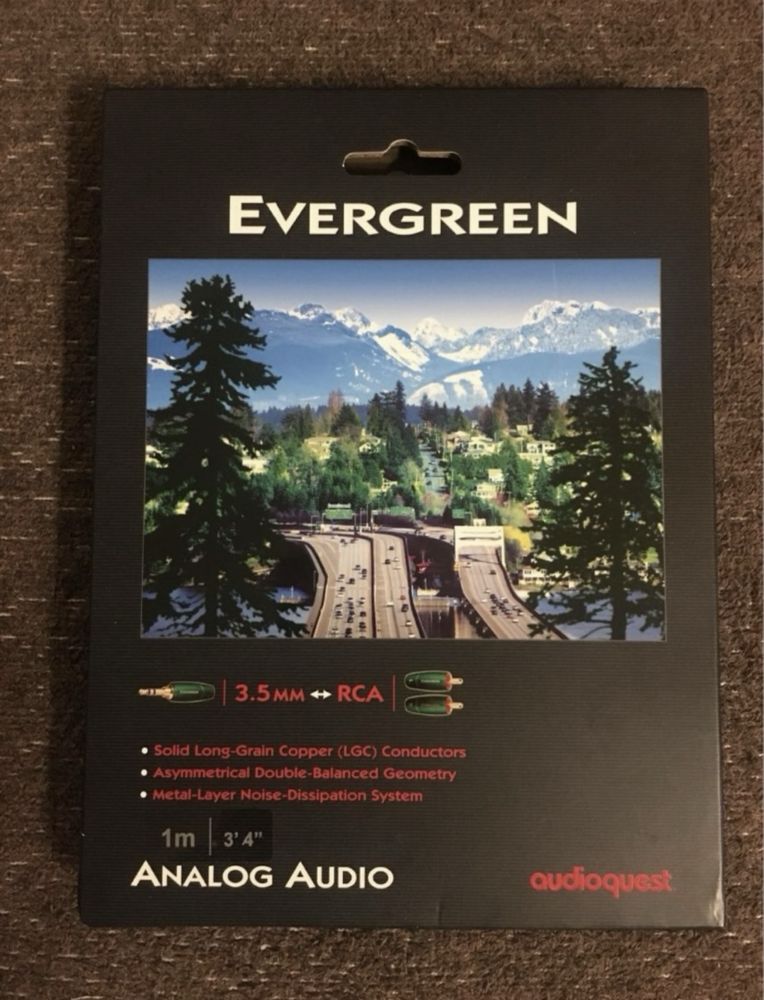 EVERGREEN
3.5MM ↔ RCA
• Solid Long-Grain Copper (LGC) Conductors
• Asymmetrical Double-Balanced Geometry
• Metal-Layer Noise-Dissipation System
1m | 3' 4"
ANALOG AUDIO
audioquest